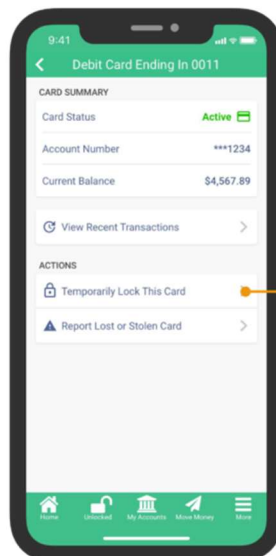 9:41
Debit Card Ending In 0011
CARD SUMMARY
Card Status Active
Account Number ***1234
Current Balance $4,567.89
View Recent Transactions
ACTIONS
Temporarily Lock This Card
Report Lost or Stolen Card
Home Unlocked My Accounts Move Money More